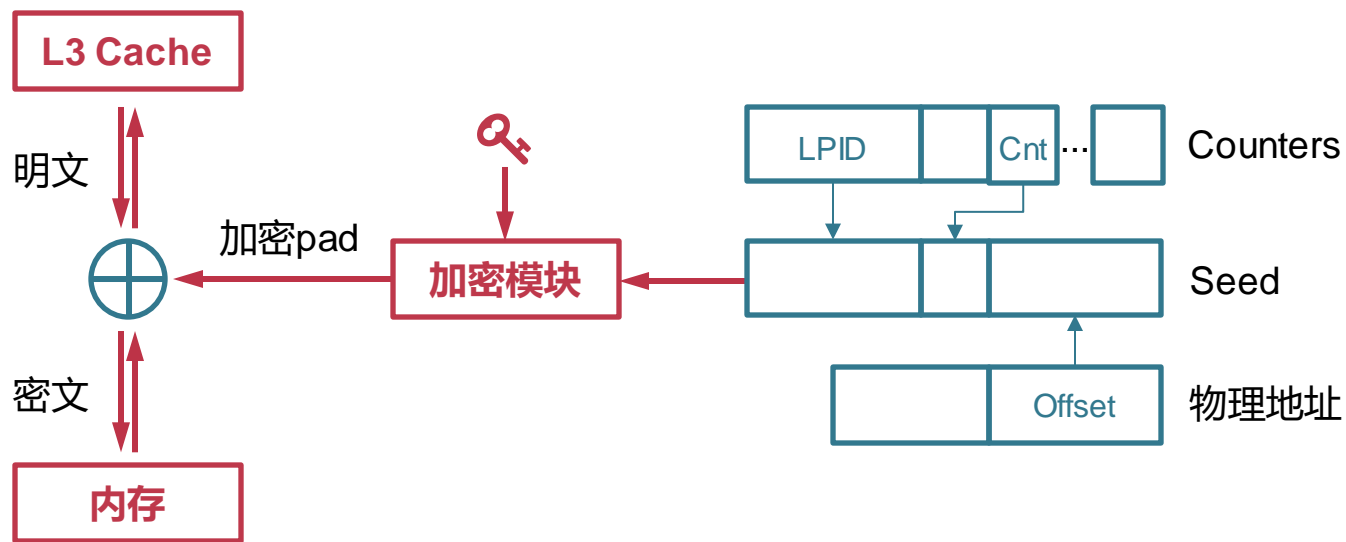 L3 Cache
明文
加密pad
加密模块
密文
内存
LPID
Cnt
...
Counters
Seed
Offset
物理地址